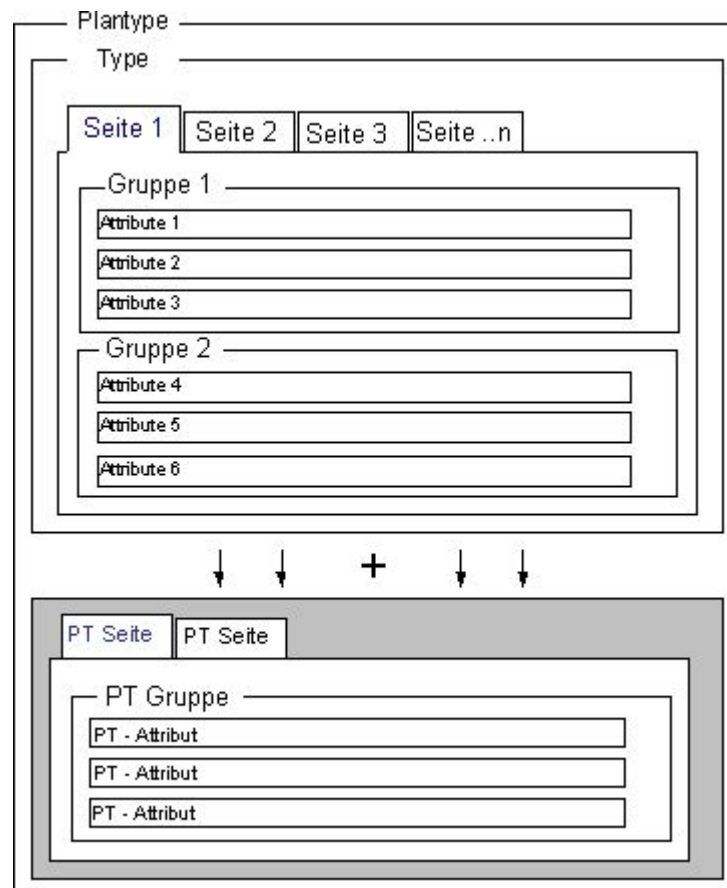 Plantype
Type
Seite 1 Seite 2 Seite 3 Seite ..n
Gruppe 1
Attribute 1
Attribute 2
Attribute 3
Gruppe 2
Attribute 4
Attribute 5
Attribute 6
+
PT Seite PT Seite
PT Gruppe
PT - Attribut
PT - Attribut
PT - Attribut